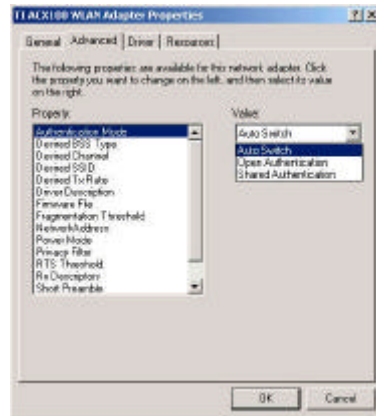 TI ACX100 WLAN Adapter Properties
General Advanced Driver Resources
The following properties are available for this network adapter. Click
the property you want to change on the left, and then select its value
on the right.
Property:
Value:
Authentication Mode
Desired BSS Type
Desired Channel
Desired SSID
Desired Tx Rate
Driver Description
Firmware File
Fragmentation Threshold
NetworkAddress
Power Mode
Privacy Filter
RTS Threshold
Rx Descriptors
Short Preamble
Auto Switch
Auto Switch
Open Authentication
Shared Authentication
OK Cancel